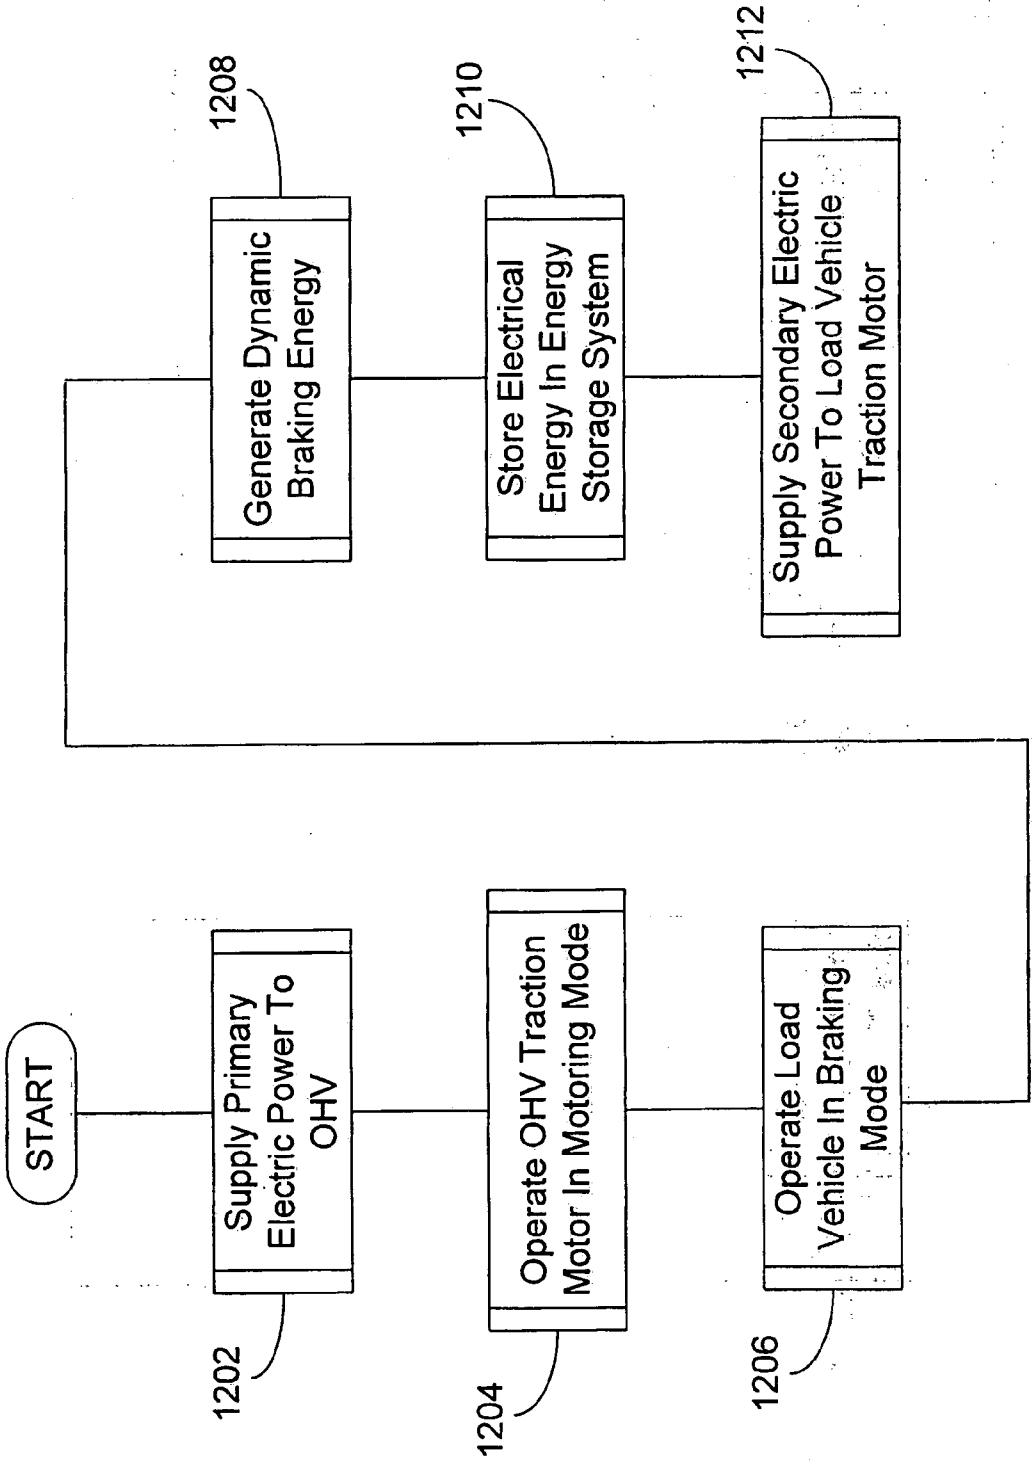 START
Supply Primary
Electric Power To
OHV
1202
Operate OHV Traction
Motor In Motoring Mode
1204
Operate Load
Vehicle In Braking
Mode
1206
Generate Dynamic
Braking Energy
1208
Store Electrical
Energy In Energy
Storage System
1210
Supply Secondary Electric
Power To Load Vehicle
Traction Motor
1212